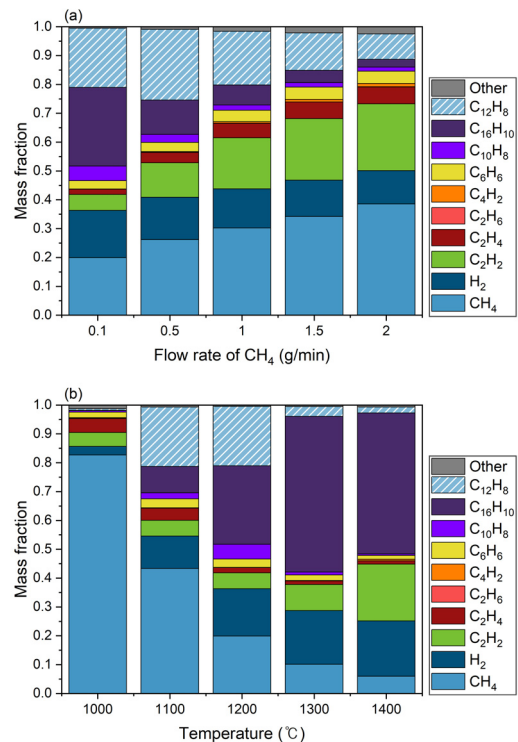 (a)
1.0
0.9
0.8
0.7
0.6
0.5
0.4
0.3
0.2
0.1
0.0
Mass fraction
0.1 0.5 1 1.5 2
Flow rate of CH₄ (g/min)
Other
C₁₂H₈
C₁₆H₁₀
C₁₀H₈
C₆H₆
C₄H₂
C₂H₆
C₂H₄
C₂H₂
H₂
CH₄
(b)
1.0
0.9
0.8
0.7
0.6
0.5
0.4
0.3
0.2
0.1
0.0
Mass fraction
1000 1100 1200 1300 1400
Temperature (℃)
Other
C₁₂H₈
C₁₆H₁₀
C₁₀H₈
C₆H₆
C₄H₂
C₂H₆
C₂H₄
C₂H₂
H₂
CH₄